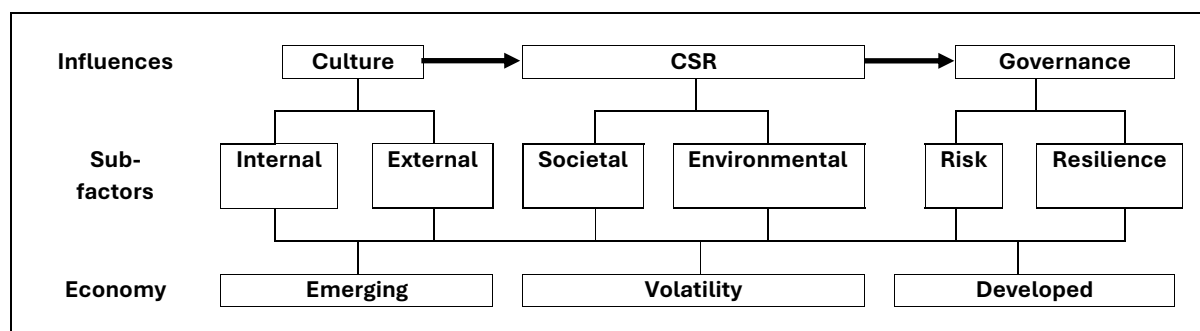 Influences Culture CSR Governance
Internal External Societal Environmental Risk Resilience
Sub-
factors
Economy Emerging Volatility Developed